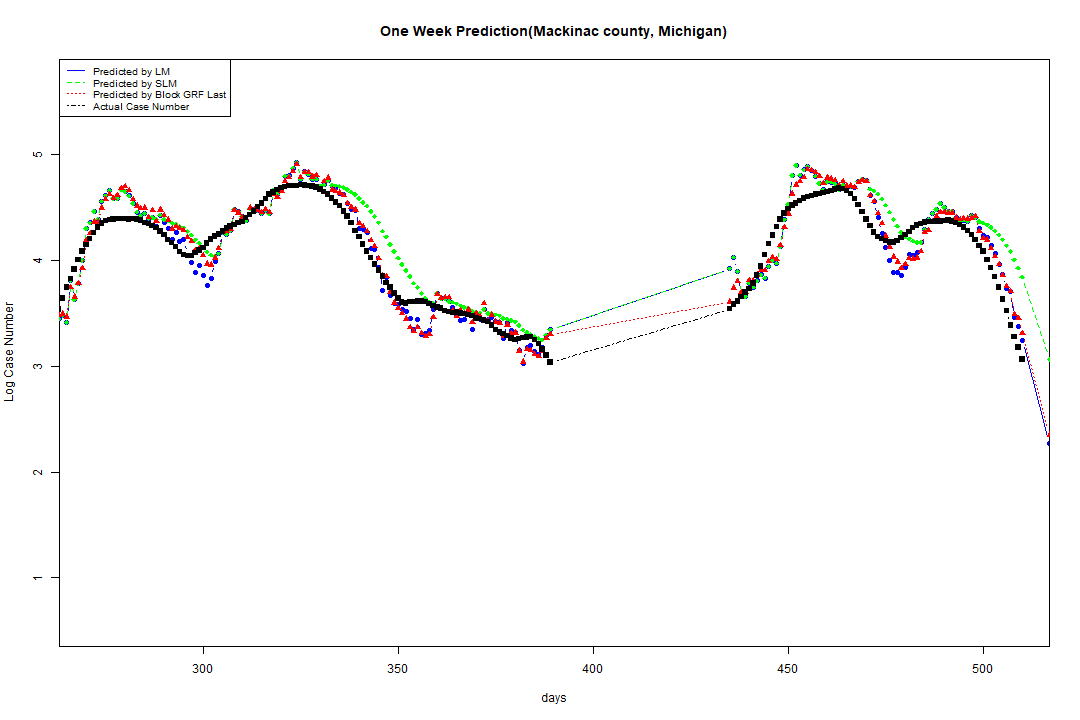 One Week Prediction(Mackinac county, Michigan)
Predicted by LM
Predicted by SLM
Predicted by Block GRF Last
Actual Case Number
5
4
3
2
1
Log Case Number
300 350 400 450 500
days